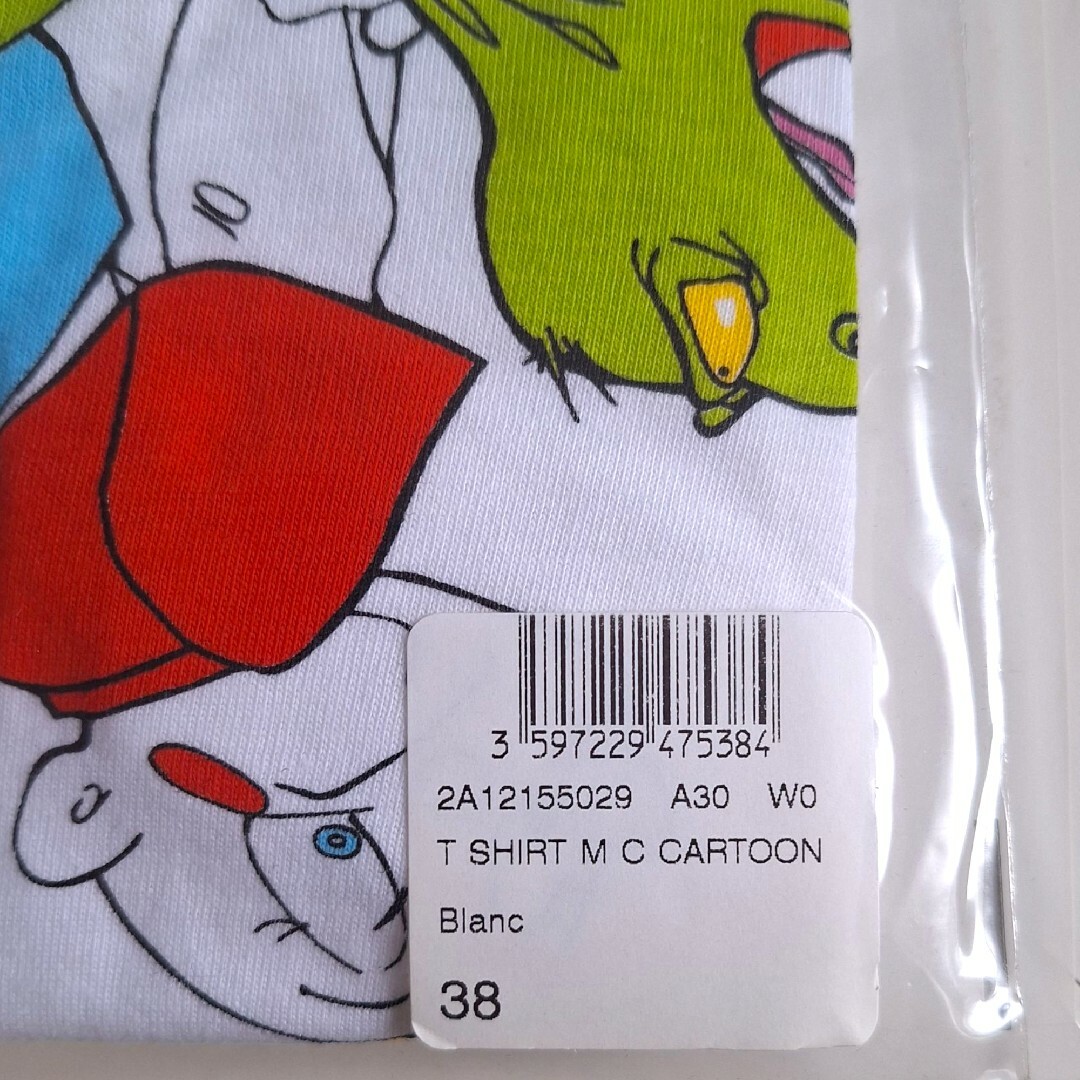 3 597229 475384
2A12155029 A30 W0
T SHIRT M C CARTOON
Blanc
38